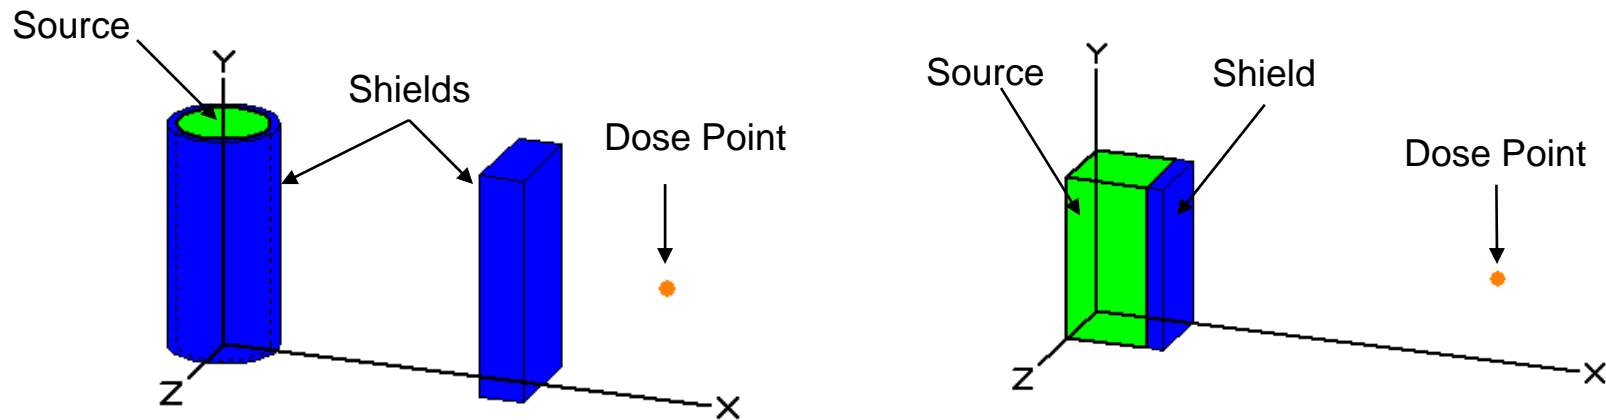 Source
Y
Shields
Dose Point
Z
X
Y
Source
Shield
Dose Point
Z
X